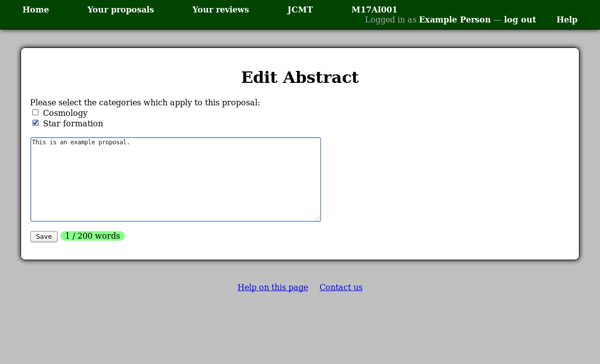 Home Your proposals Your reviews JCMT M17AI001
Logged in as Example Person — log out Help
Edit Abstract
Please select the categories which apply to this proposal:
Cosmology
Star formation
This is an example proposal.
Save 1 / 200 words
Help on this page Contact us